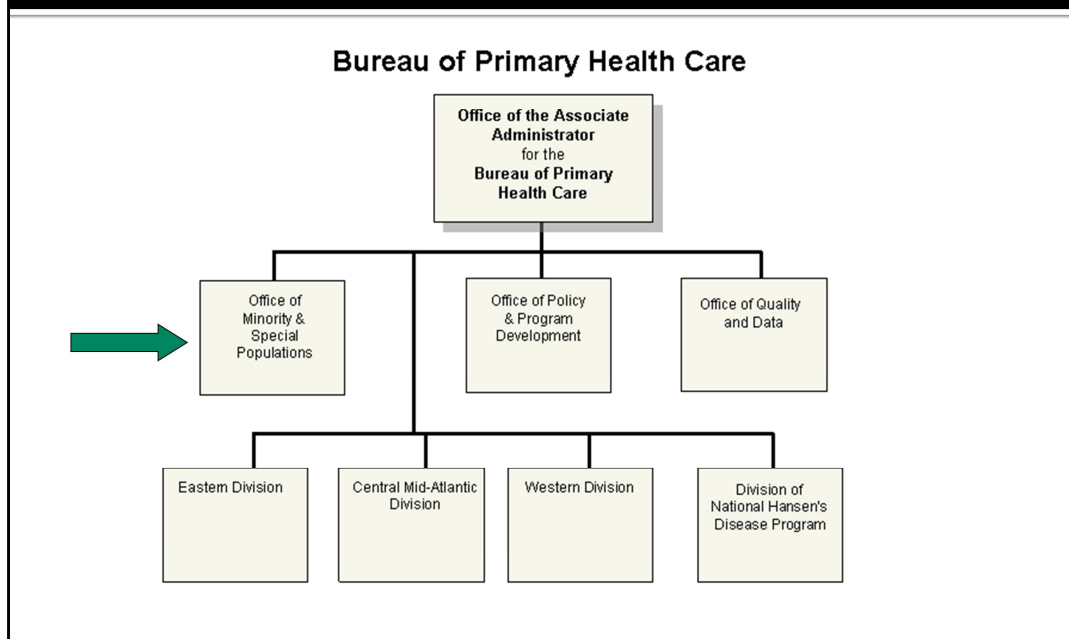 Bureau of Primary Health Care
Office of the Associate
Administrator
for the
Bureau of Primary
Health Care
Office of
Minority &
Special
Populations
Office of Policy
& Program
Development
Office of Quality
and Data
Eastern Division
Central Mid-Atlantic
Division
Western Division
Division of
National Hansen's
Disease Program